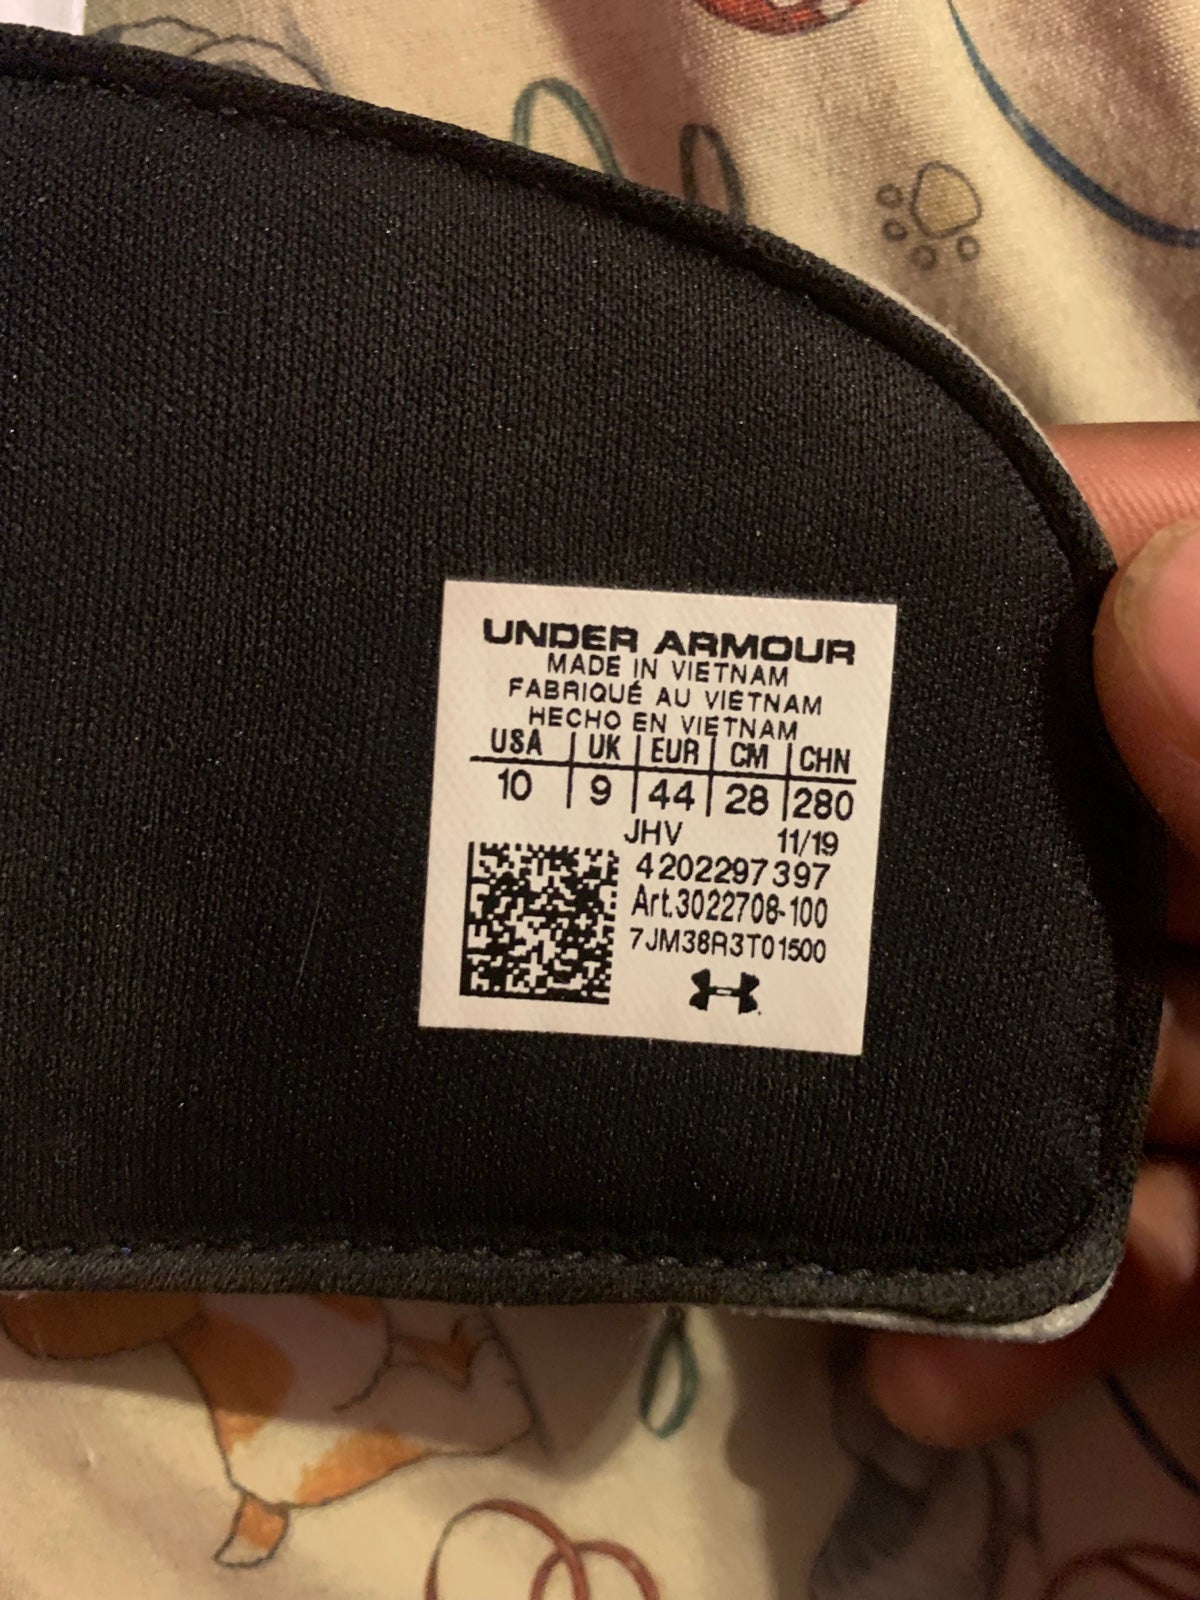 UNDER ARMOUR
MADE IN VIETNAM
FABRIQUÉ AU VIETNAM
HECHO EN VIETNAM
USA | UK | EUR | CM | CHN
10 | 9 | 44 | 28 | 280
JHV 11/19
4202297397
Art.3022708-100
7JM38R3T01500